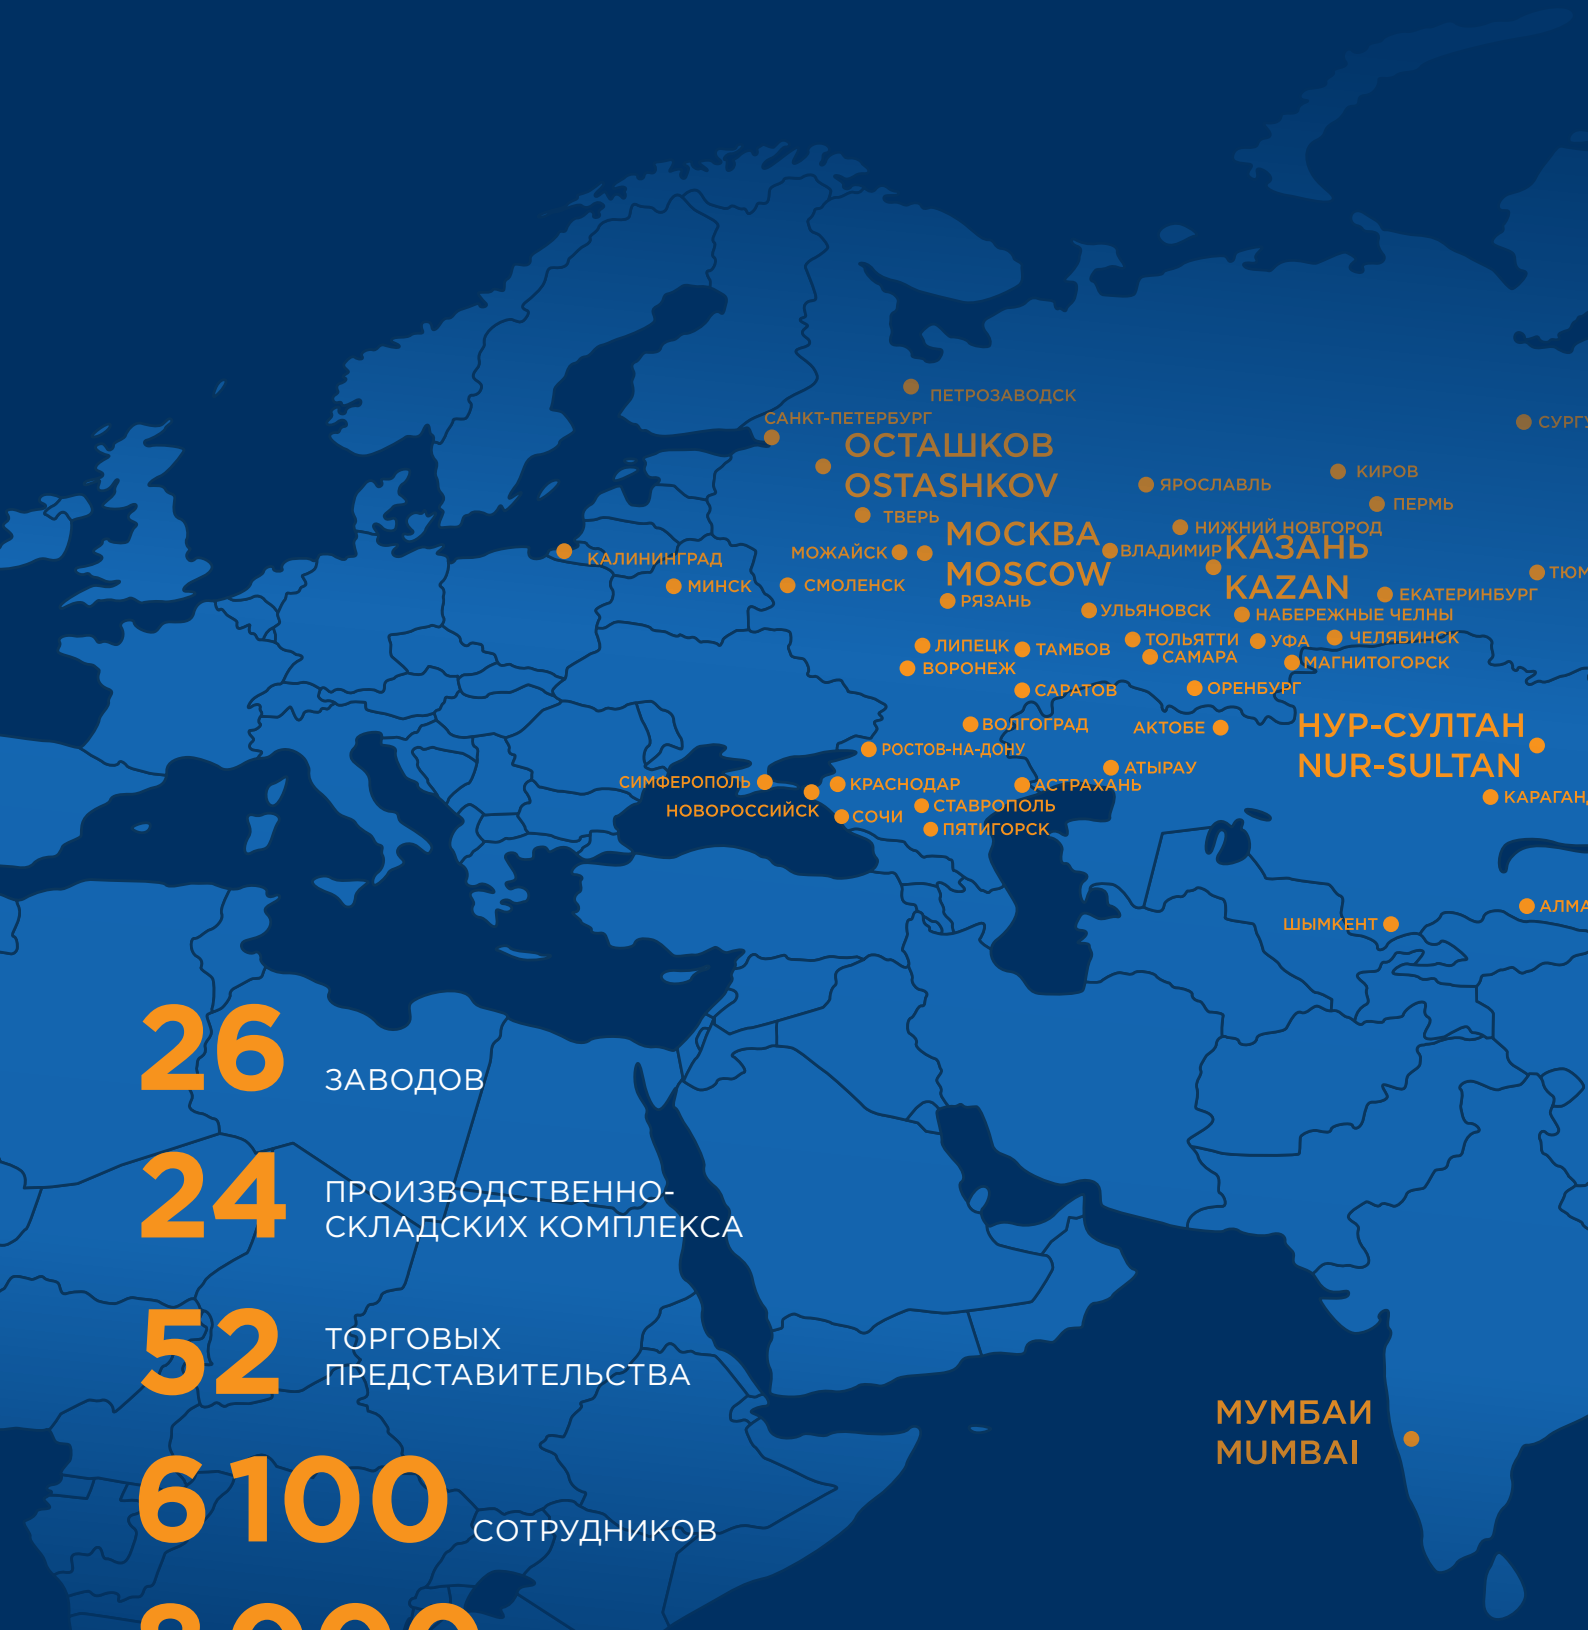 ПЕТРОЗАВОДСК
САНКТ-ПЕТЕРБУРГ
ОСТАШКОВ
OSTASHKOV
КИРОВ
ЯРОСЛАВЛЬ
ПЕРМЬ
ТВЕРЬ
НИЖНИЙ НОВГОРОД
МОСКВА
MOSCOW
МОЖАЙСК
ВЛАДИМИР
КАЗАНЬ
KAZAN
КАЛИНИНГРАД
МИНСК
СМОЛЕНСК
РЯЗАНЬ
ЕКАТЕРИНБУРГ
УЛЬЯНОВСК
НАБЕРЕЖНЫЕ ЧЕЛНЫ
ЛИПЕЦК
ТАМБОВ
ТОЛЬЯТТИ
УФА
ЧЕЛЯБИНСК
САМАРА
МАГНИТОГОРСК
ВОРОНЕЖ
САРАТОВ
ОРЕНБУРГ
ВОЛГОГРАД
АКТОБЕ
НУР-СУЛТАН
NUR-SULTAN
РОСТОВ-НА-ДОНУ
АТЫРАУ
СИМФЕРОПОЛЬ
КРАСНОДАР
АСТРАХАНЬ
НОВОРОССИЙСК
СТАВРОПОЛЬ
СОЧИ
ПЯТИГОРСК
ШЫМКЕНТ
26 ЗАВОДОВ
24 ПРОИЗВОДСТВЕННО-
СКЛАДСКИХ КОМПЛЕКСА
52 ТОРГОВЫХ
ПРЕДСТАВИТЕЛЬСТВА
МУМБАИ
MUMBAI
6 100 СОТРУДНИКОВ